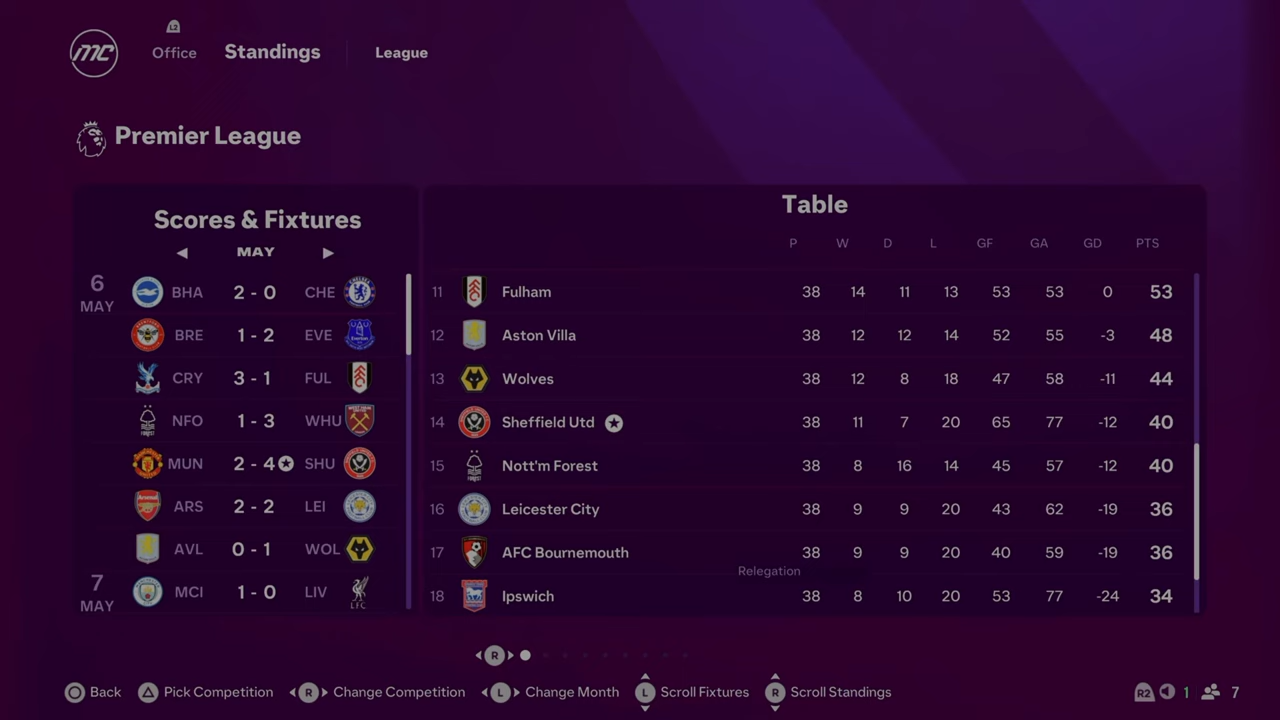 L2
MC Office Standings League
Premier League
Scores & Fixtures
MAY
6 MAY BHA 2 - 0 CHE
BRE 1 - 2 EVE
CRY 3 - 1 FUL
NFO 1 - 3 WHU
MUN 2 - 4 SHU
ARS 2 - 2 LEI
AVL 0 - 1 WOL
7 MAY MCI 1 - 0 LIV
Table
P W D L GF GA GD PTS
11 Fulham 38 14 11 13 53 53 0 53
12 Aston Villa 38 12 12 14 52 55 -3 48
13 Wolves 38 12 8 18 47 58 -11 44
14 Sheffield Utd 38 11 7 20 65 77 -12 40
15 Nott'm Forest 38 8 16 14 45 57 -12 40
16 Leicester City 38 9 9 20 43 62 -19 36
17 AFC Bournemouth 38 9 9 20 40 59 -19 36
Relegation
18 Ipswich 38 8 10 20 53 77 -24 34
R
Back Pick Competition R Change Competition L Change Month L Scroll Fixtures R Scroll Standings R2 1 7